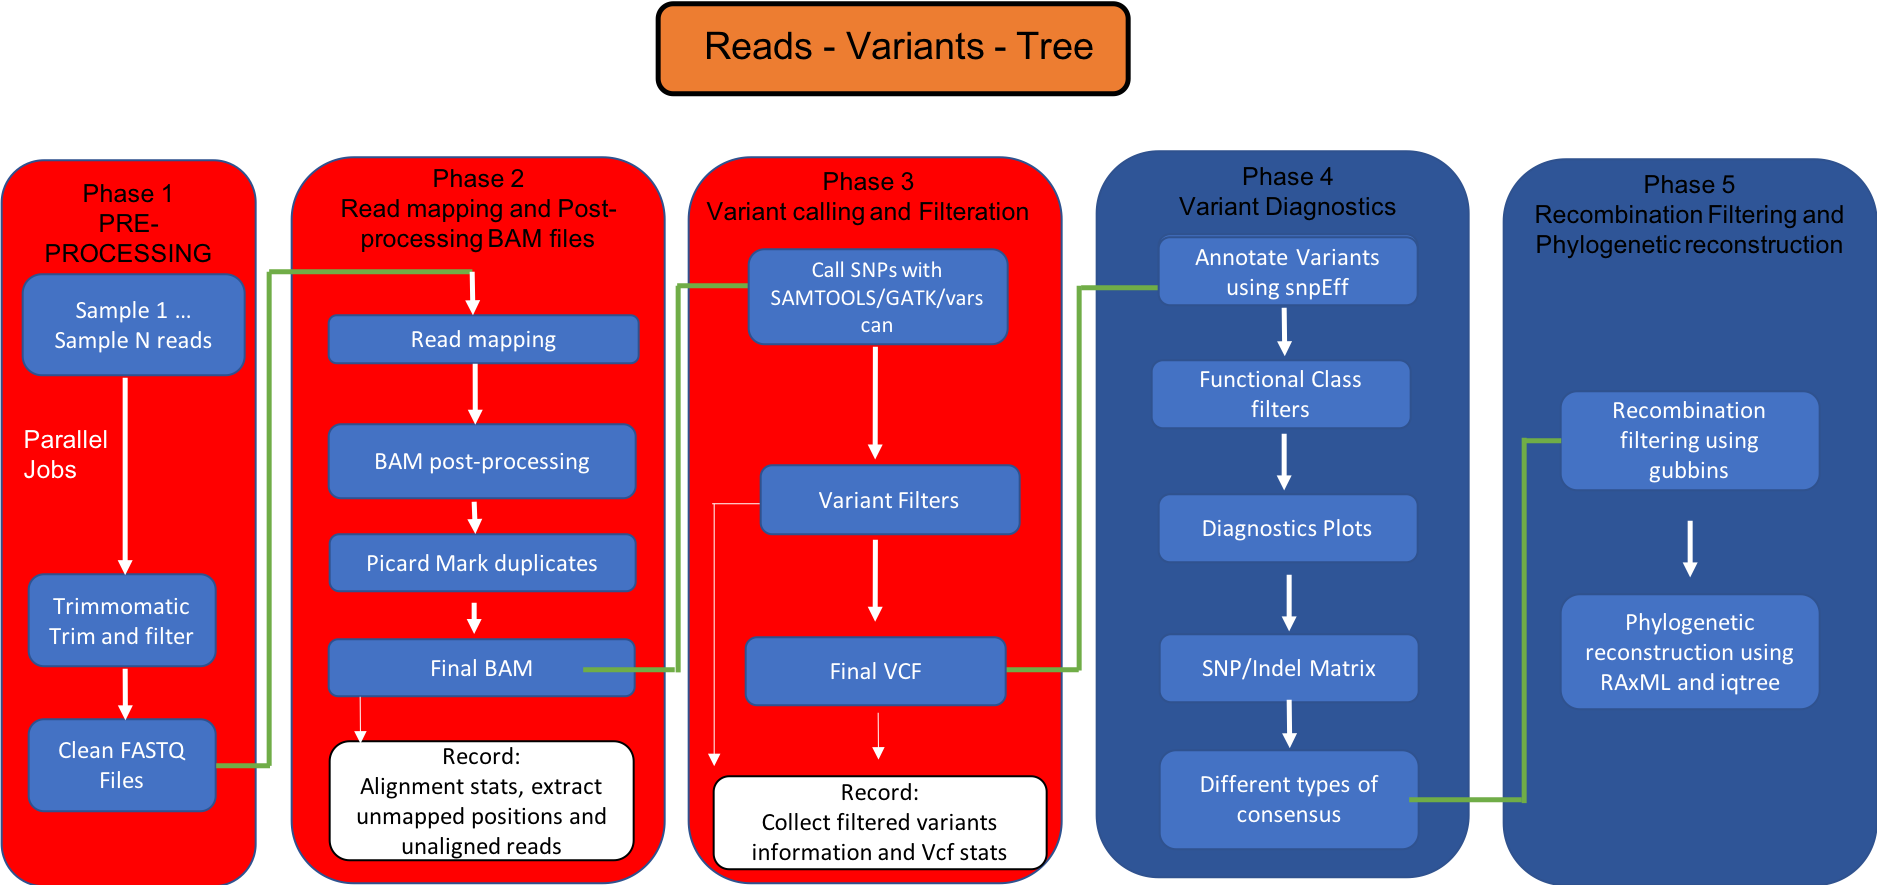 Reads - Variants - Tree
Phase 1
PRE-
PROCESSING
Sample 1 ...
Sample N reads
Parallel
Jobs
Trimmomatic
Trim and filter
Clean FASTQ
Files
Phase 2
Read mapping and Post-
processing BAM files
Read mapping
BAM post-processing
Picard Mark duplicates
Final BAM
Record:
Alignment stats, extract
unmapped positions and
unaligned reads
Phase 3
Variant calling and Filteration
Call SNPs with
SAMTOOLS/GATK/vars
can
Variant Filters
Final VCF
Record:
Collect filtered variants
information and Vcf stats
Phase 4
Variant Diagnostics
Annotate Variants
using snpEff
Functional Class
filters
Diagnostics Plots
SNP/Indel Matrix
Different types of
consensus
Phase 5
Recombination Filtering and
Phylogenetic reconstruction
Recombination
filtering using
gubbins
Phylogenetic
reconstruction using
RAxML and iqtree